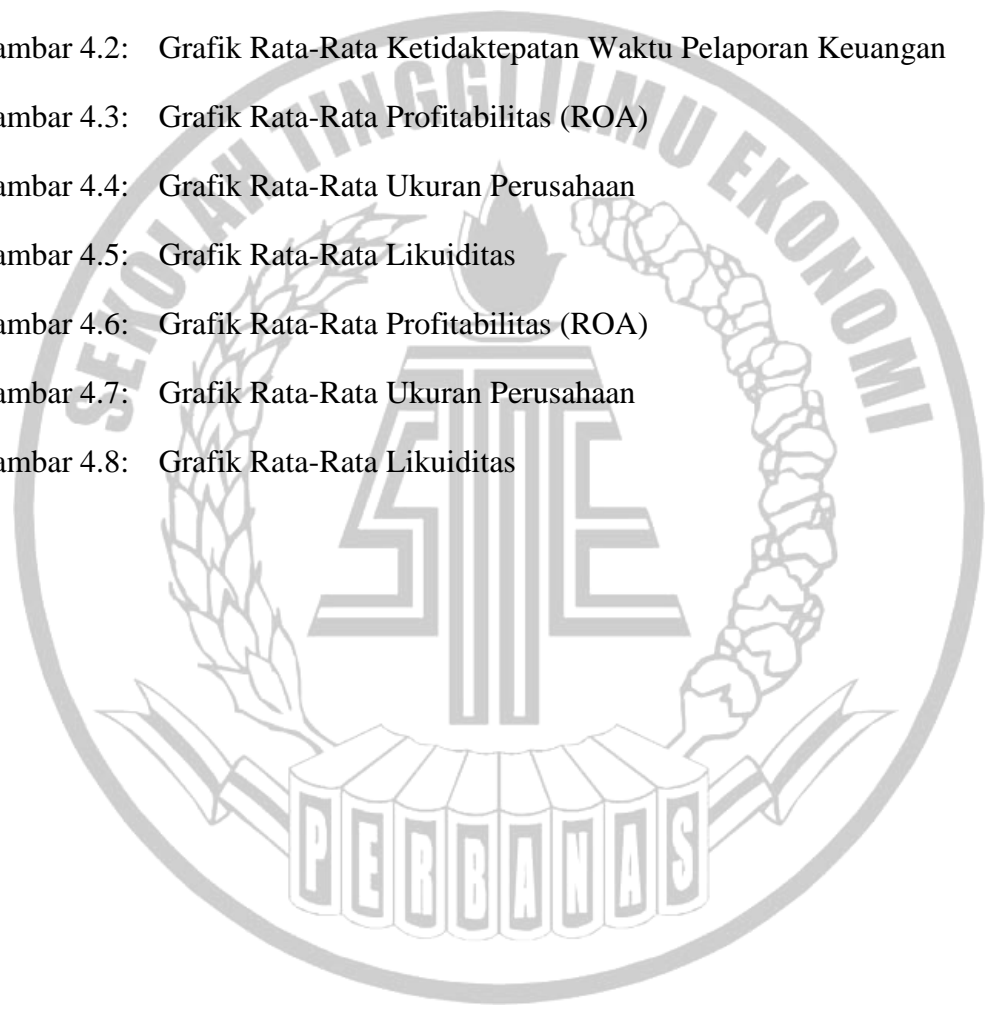 ambar 4.2: Grafik Rata-Rata Ketidaktepatan Waktu Pelaporan Keuangan
ambar 4.3: Grafik Rata-Rata Profitabilitas (ROA)
ambar 4.4: Grafik Rata-Rata Ukuran Perusahaan
ambar 4.5: Grafik Rata-Rata Likuiditas
ambar 4.6: Grafik Rata-Rata Profitabilitas (ROA)
ambar 4.7: Grafik Rata-Rata Ukuran Perusahaan
ambar 4.8: Grafik Rata-Rata Likuiditas
SEKOLAH TINGGI ILMU EKONOMI
STIE
PERBANAS